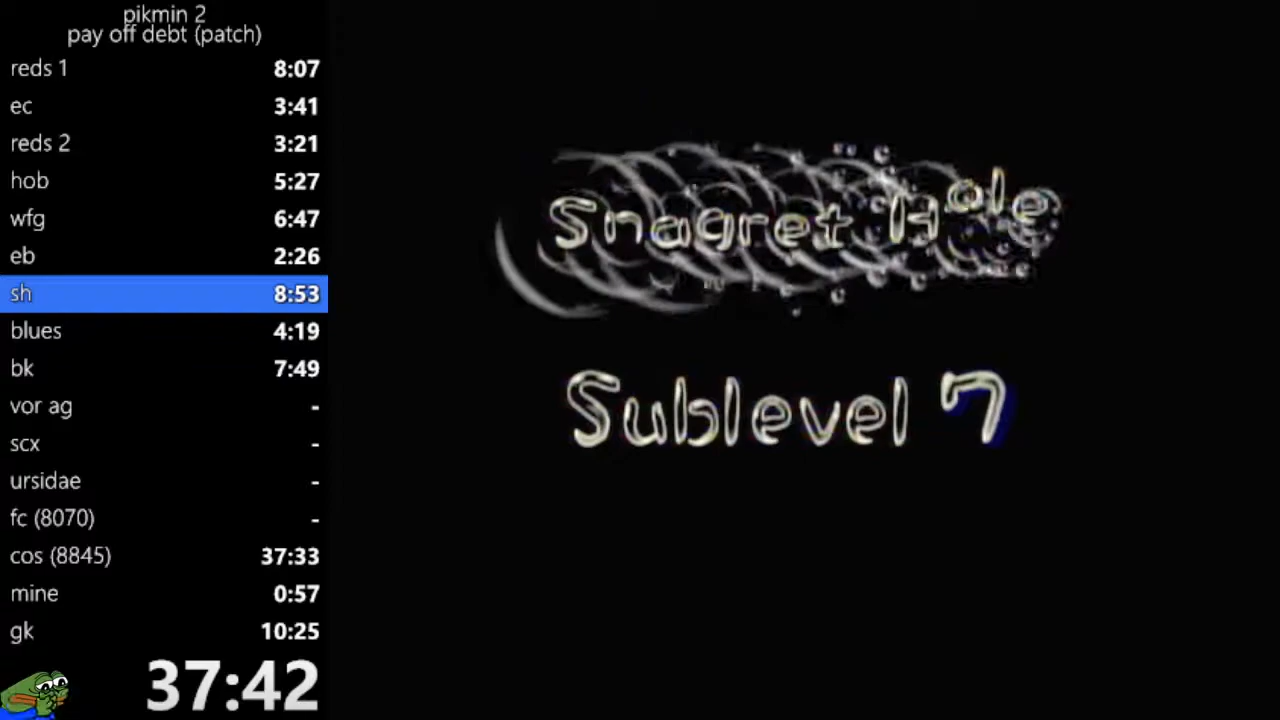 pikmin 2
pay off debt (patch)
reds 1 8:07
ec 3:41
reds 2 3:21
hob 5:27
wfg 6:47
eb 2:26
sh 8:53
blues 4:19
bk 7:49
vor ag -
scx -
ursidae -
fc (8070) -
cos (8845) 37:33
mine 0:57
gk 10:25
37:42
Snagret Hole
Sublevel 7